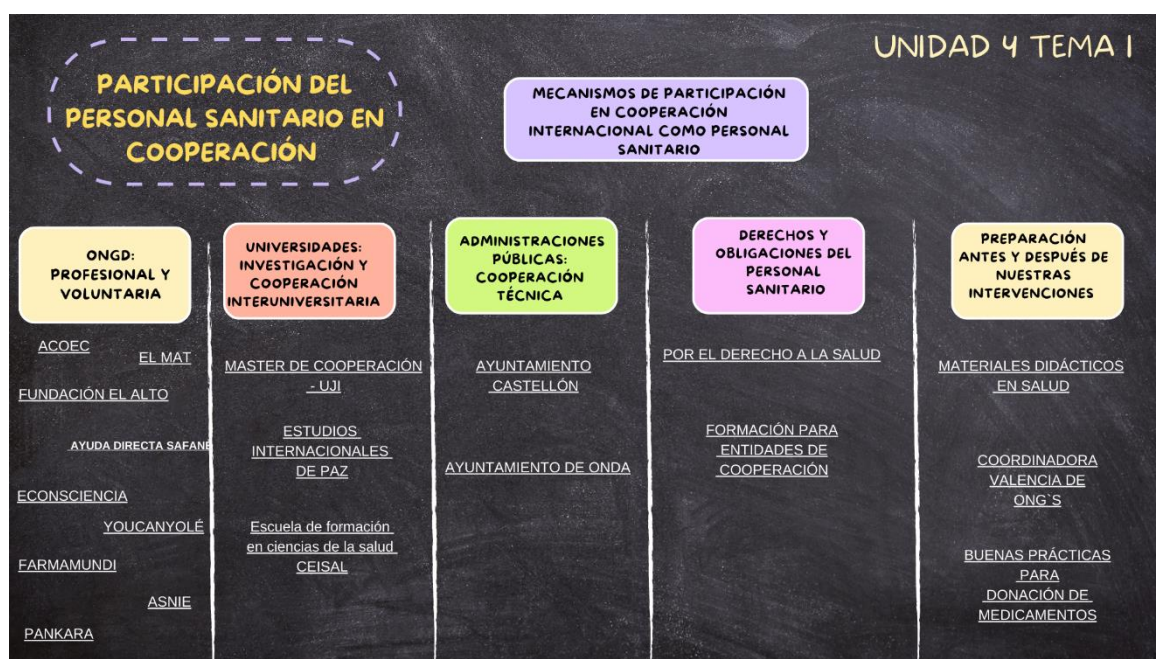 UNIDAD 4 TEMA 1
PARTICIPACIÓN DEL
PERSONAL SANITARIO EN
COOPERACIÓN
MECANISMOS DE PARTICIPACIÓN
EN COOPERACIÓN
INTERNACIONAL COMO PERSONAL
SANITARIO
ONGD:
PROFESIONAL Y
VOLUNTARIA
ACOEC
EL MAT
FUNDACIÓN EL ALTO
AYUDA DIRECTA SAFANE
ECONSCIENCIA
YOUCANYOLÉ
FARMAMUNDI
ASNIE
PANKARA
UNIVERSIDADES:
INVESTIGACIÓN Y
COOPERACIÓN
INTERUNIVERSITARIA
MASTER DE COOPERACIÓN
- UJI
ESTUDIOS
INTERNACIONALES
DE PAZ
Escuela de formación
en ciencias de la salud
CEISAL
ADMINISTRACIONES
PÚBLICAS:
COOPERACIÓN
TÉCNICA
AYUNTAMIENTO
CASTELLÓN
AYUNTAMIENTO DE ONDA
DERECHOS Y
OBLIGACIONES DEL
PERSONAL
SANITARIO
POR EL DERECHO A LA SALUD
FORMACIÓN PARA
ENTIDADES DE
COOPERACIÓN
PREPARACIÓN
ANTES Y DESPUÉS DE
NUESTRAS
INTERVENCIONES
MATERIALES DIDÁCTICOS
EN SALUD
COORDINADORA
VALENCIA DE
ONG`S
BUENAS PRÁCTICAS
PARA
DONACIÓN DE
MEDICAMENTOS